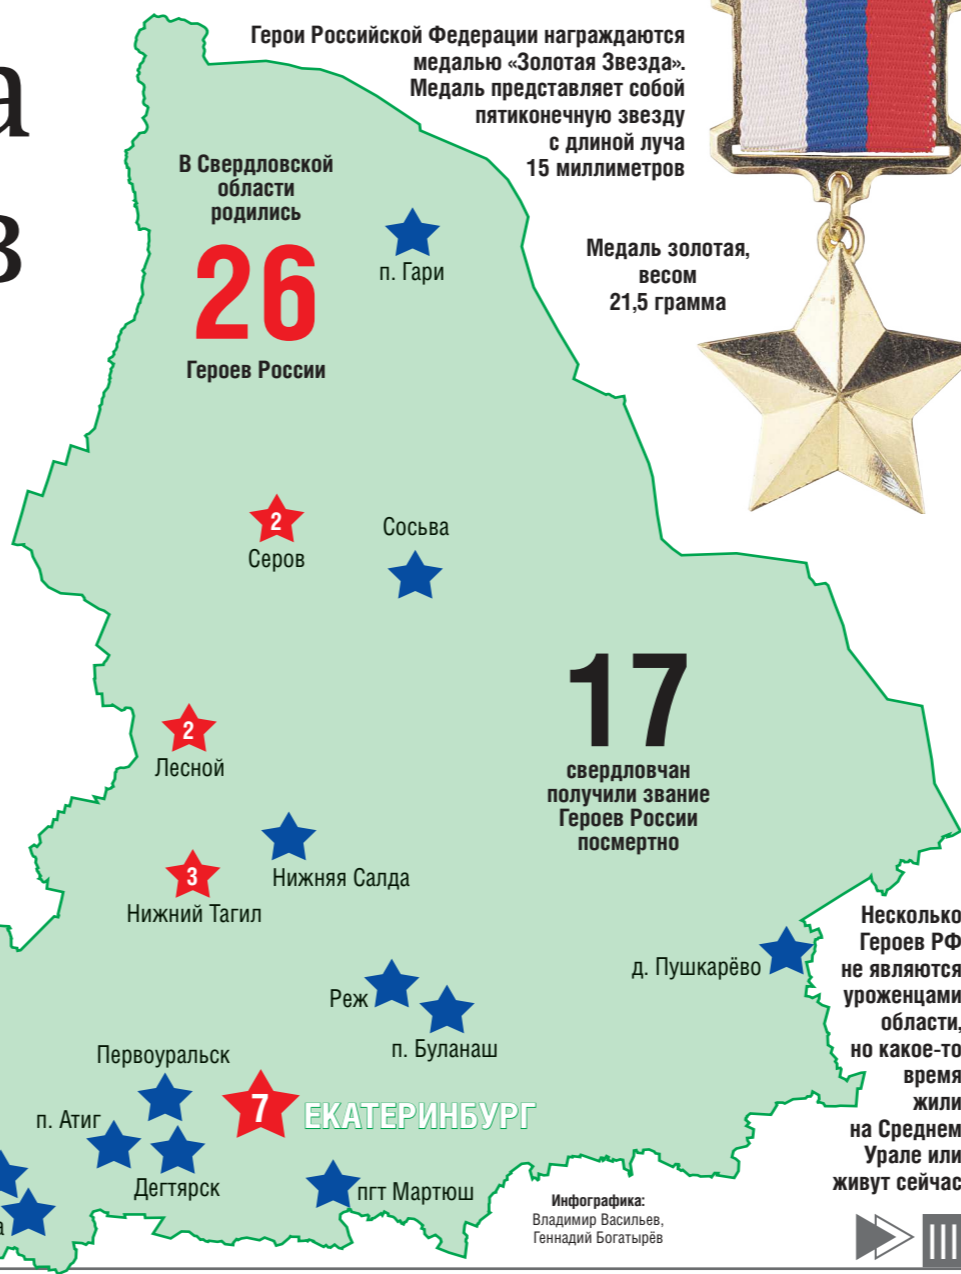 а
в
Герои Российской Федерации награждаются
медалью «Золотая Звезда».
Медаль представляет собой
пятиконечную звезду
с длиной луча
15 миллиметров
В Свердловской
области
родились
26
Героев России
п. Гари
Медаль золотая,
весом
21,5 грамма
2
Серов
Сосьва
17
свердловчан
получили звание
Героев России
посмертно
2
Лесной
Нижняя Салда
3
Нижний Тагил
Несколько
Героев РФ
не являются
уроженцами
области,
но какое-то
время
жили
на Среднем
Урале или
живут сейчас
д. Пушкарёво
Реж
п. Буланаш
Первоуральск
7
ЕКАТЕРИНБУРГ
п. Атиг
Дегтярск
пгт Мартюш
а
Инфографика:
Владимир Васильев,
Геннадий Богатырёв
III